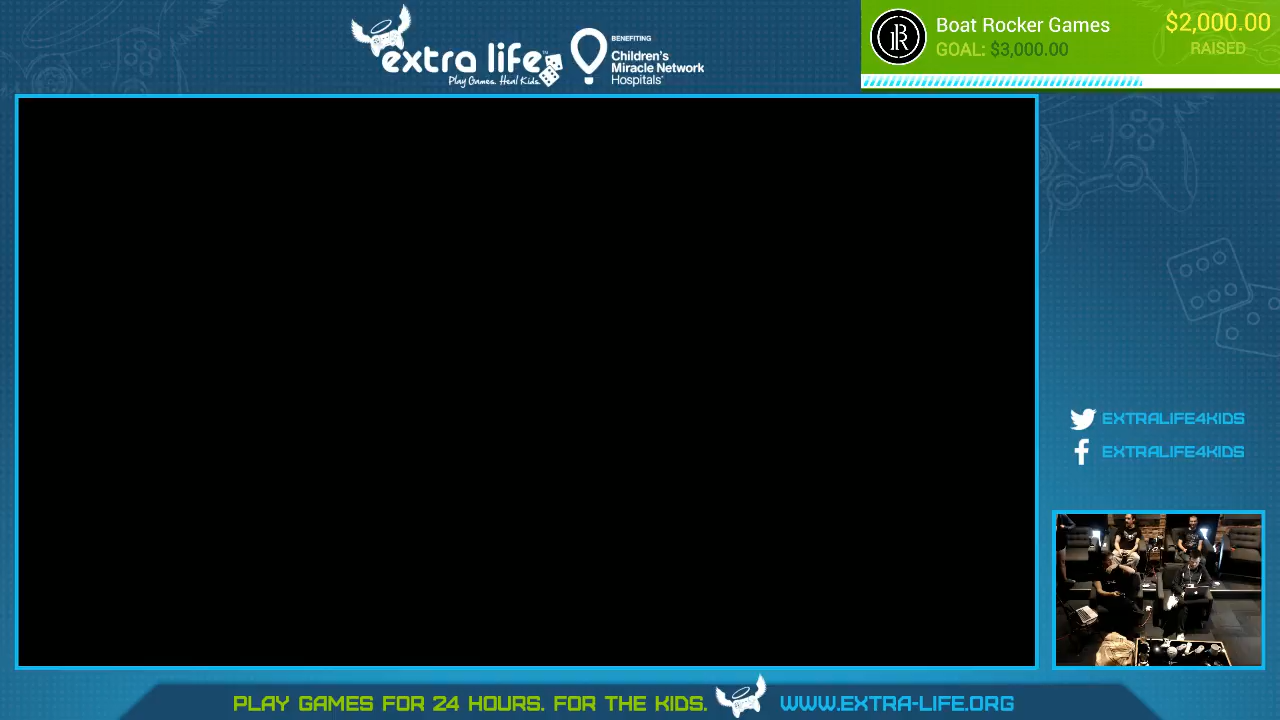 extra life
Play Games. Heal Kids.
BENEFITING
Children's
Miracle Network
Hospitals
Boat Rocker Games
GOAL: $3,000.00
$2,000.00
RAISED
EXTRALIFE4KIDS
EXTRALIFE4KIDS
PLAY GAMES FOR 24 HOURS. FOR THE KIDS.
WWW.EXTRA-LIFE.ORG